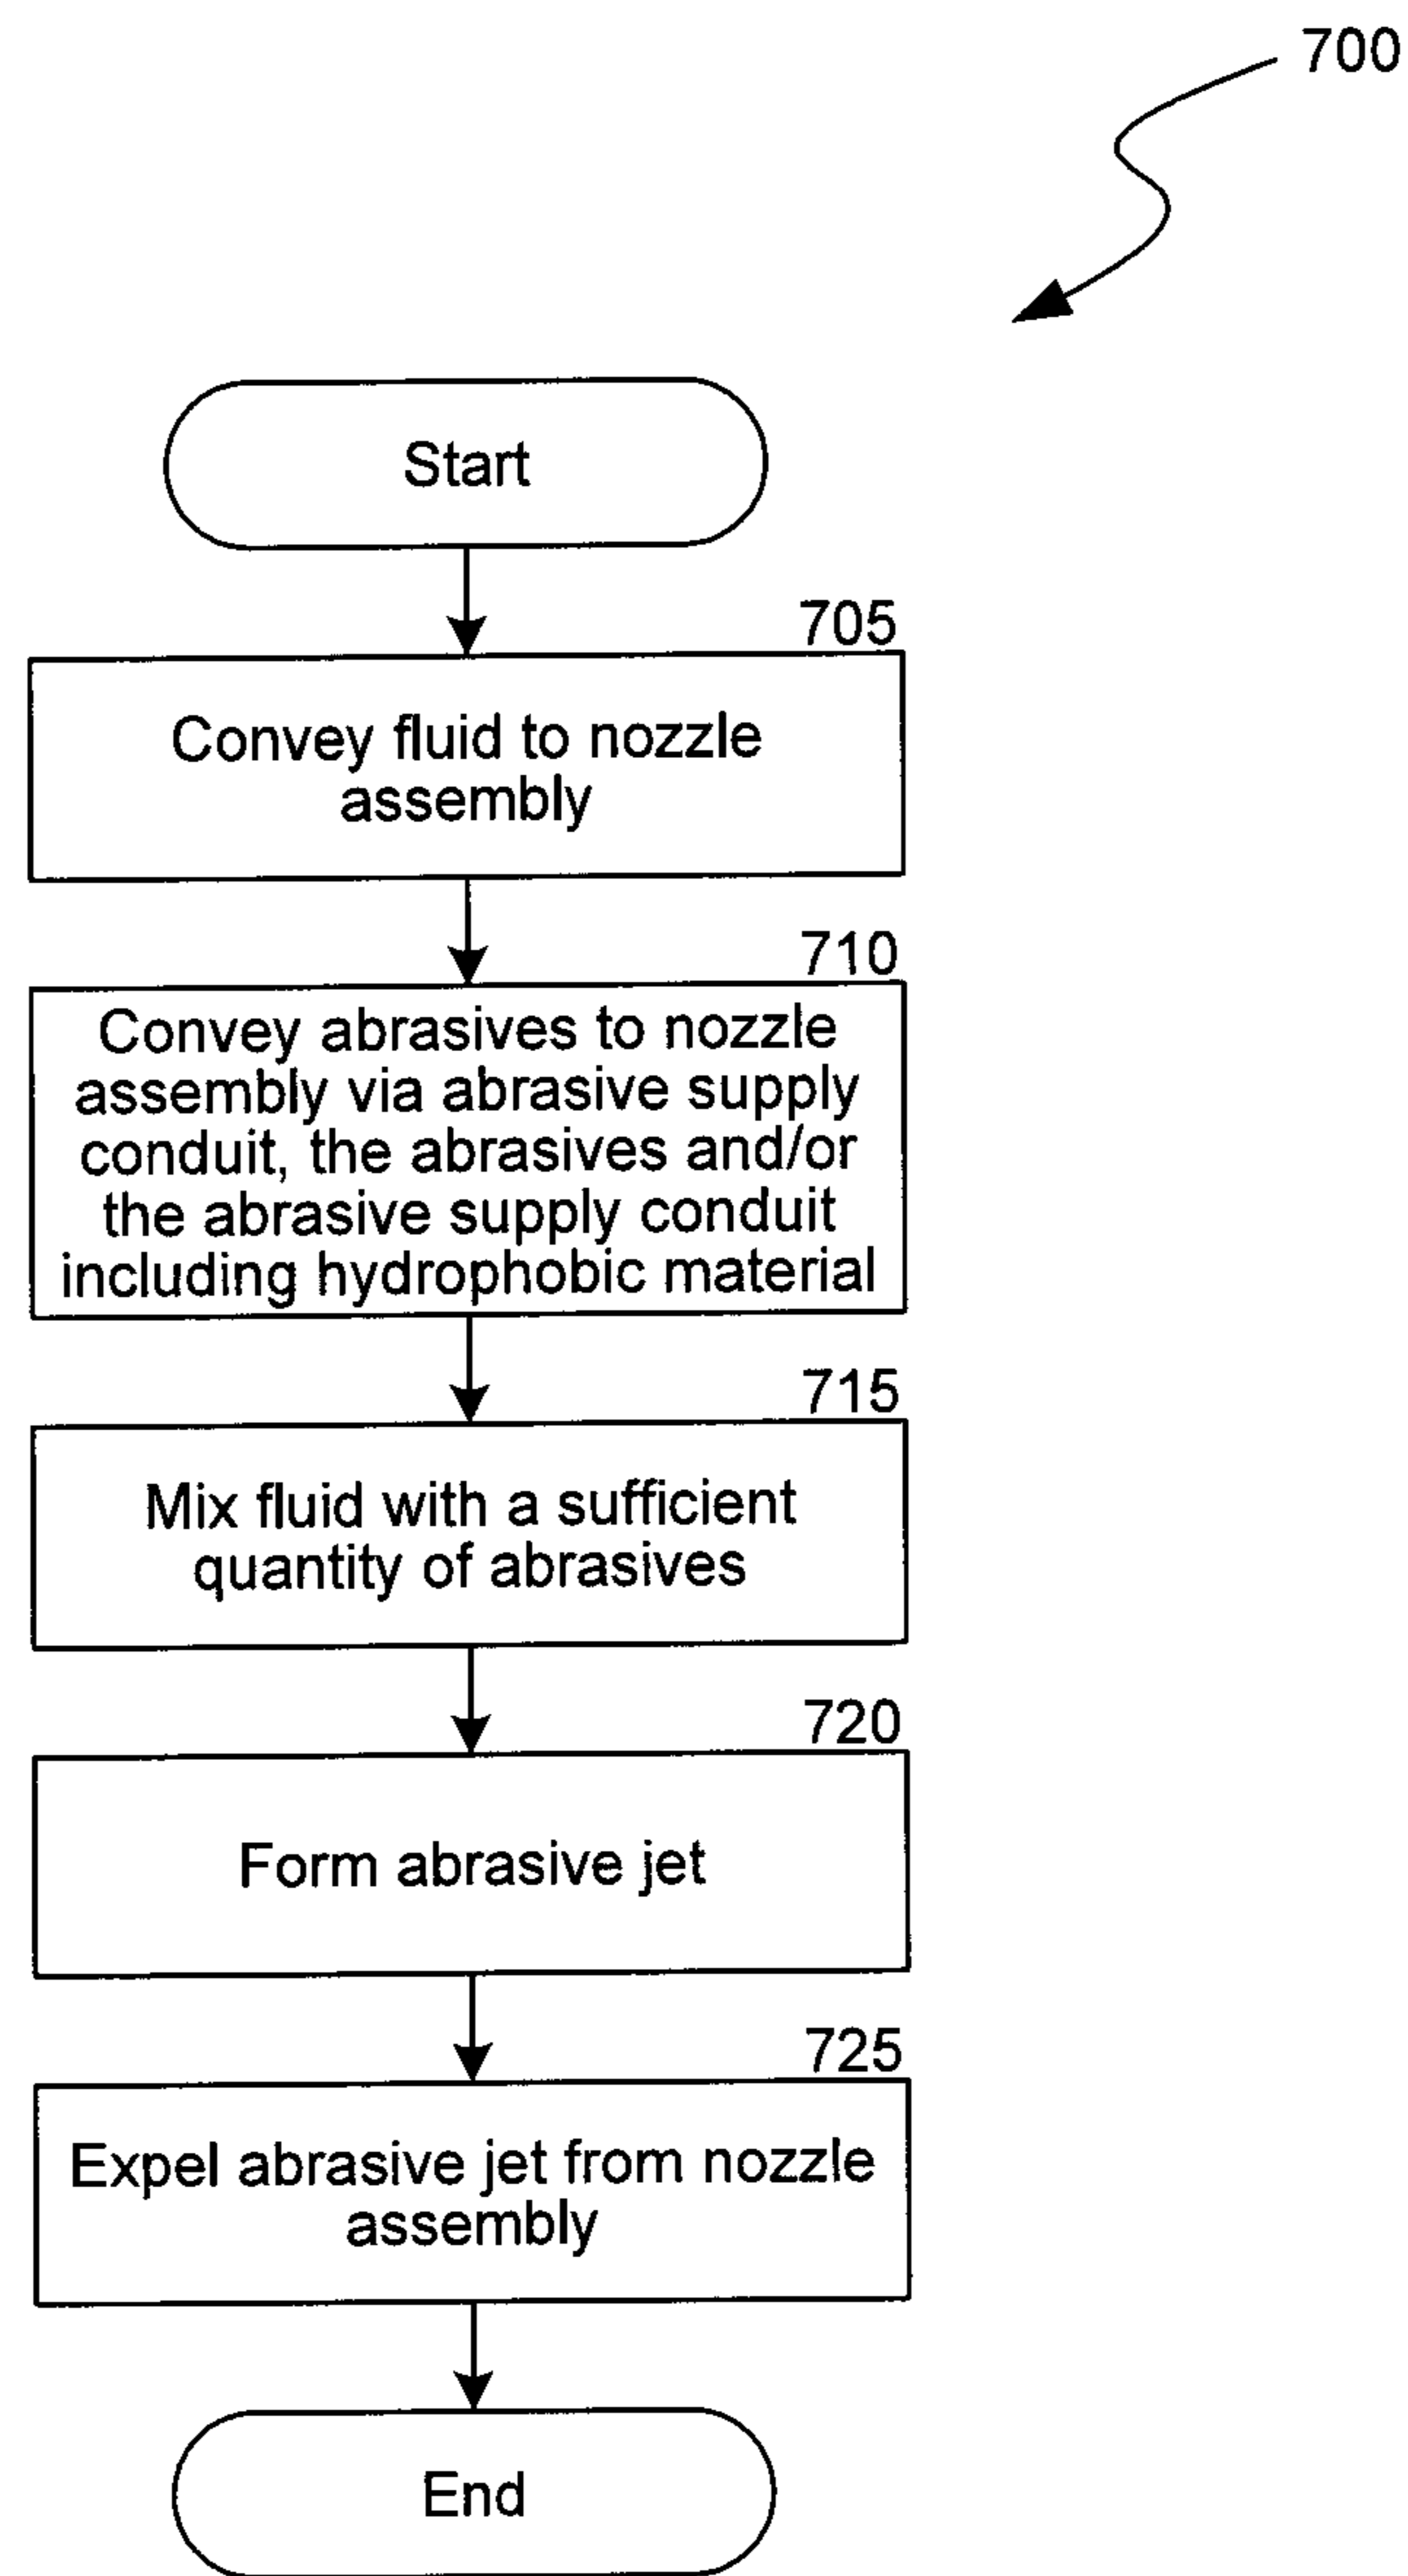 700
Start
705
Convey fluid to nozzle
assembly
710
Convey abrasives to nozzle
assembly via abrasive supply
conduit, the abrasives and/or
the abrasive supply conduit
including hydrophobic material
715
Mix fluid with a sufficient
quantity of abrasives
720
Form abrasive jet
725
Expel abrasive jet from nozzle
assembly
End